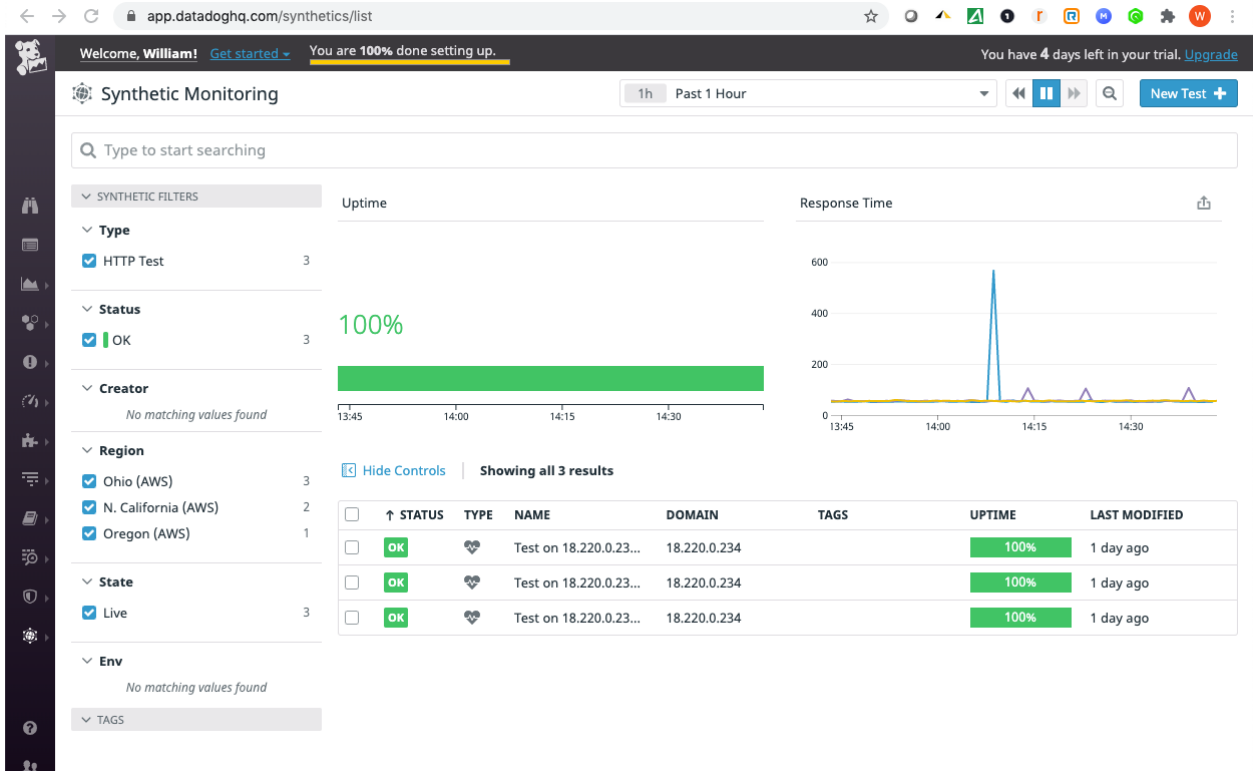 app.datadoghq.com/synthetics/list
Welcome, William! Get started
You are 100% done setting up.
You have 4 days left in your trial. Upgrade
Synthetic Monitoring
1h Past 1 Hour
New Test +
Type to start searching
SYNTHETIC FILTERS
Type
HTTP Test 3
Status
OK 3
Creator
No matching values found
Region
Ohio (AWS) 3
N. California (AWS) 2
Oregon (AWS) 1
State
Live 3
Env
No matching values found
TAGS
Uptime
100%
13:45 14:00 14:15 14:30
Response Time
600
400
200
0
13:45 14:00 14:15 14:30
Hide Controls
Showing all 3 results
↑ STATUS TYPE NAME DOMAIN TAGS UPTIME LAST MODIFIED
OK Test on 18.220.0.23... 18.220.0.234 100% 1 day ago
OK Test on 18.220.0.23... 18.220.0.234 100% 1 day ago
OK Test on 18.220.0.23... 18.220.0.234 100% 1 day ago